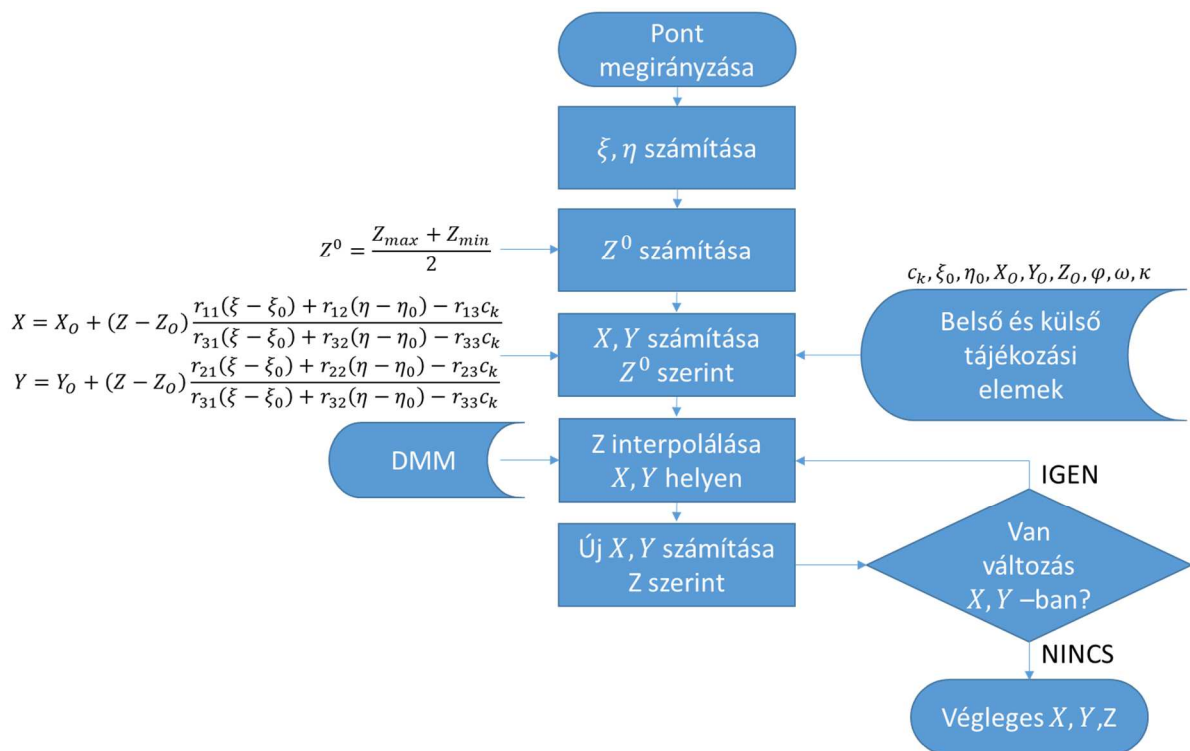 Pont
megirányzása
ξ, η számítása
Z⁰ = (Z_max + Z_min) / 2
Z⁰ számítása
X = X_O + (Z − Z_O) (r₁₁(ξ − ξ₀) + r₁₂(η − η₀) − r₁₃c_k) / (r₃₁(ξ − ξ₀) + r₃₂(η − η₀) − r₃₃c_k)
Y = Y_O + (Z − Z_O) (r₂₁(ξ − ξ₀) + r₂₂(η − η₀) − r₂₃c_k) / (r₃₁(ξ − ξ₀) + r₃₂(η − η₀) − r₃₃c_k)
X, Y számítása
Z⁰ szerint
c_k, ξ₀, η₀, X_O, Y_O, Z_O, φ, ω, κ
Belső és külső
tájékozási
elemek
DMM
Z interpolálása
X, Y helyen
IGEN
Új X, Y számítása
Z szerint
Van
változás
X, Y –ban?
NINCS
Végleges X, Y,Z